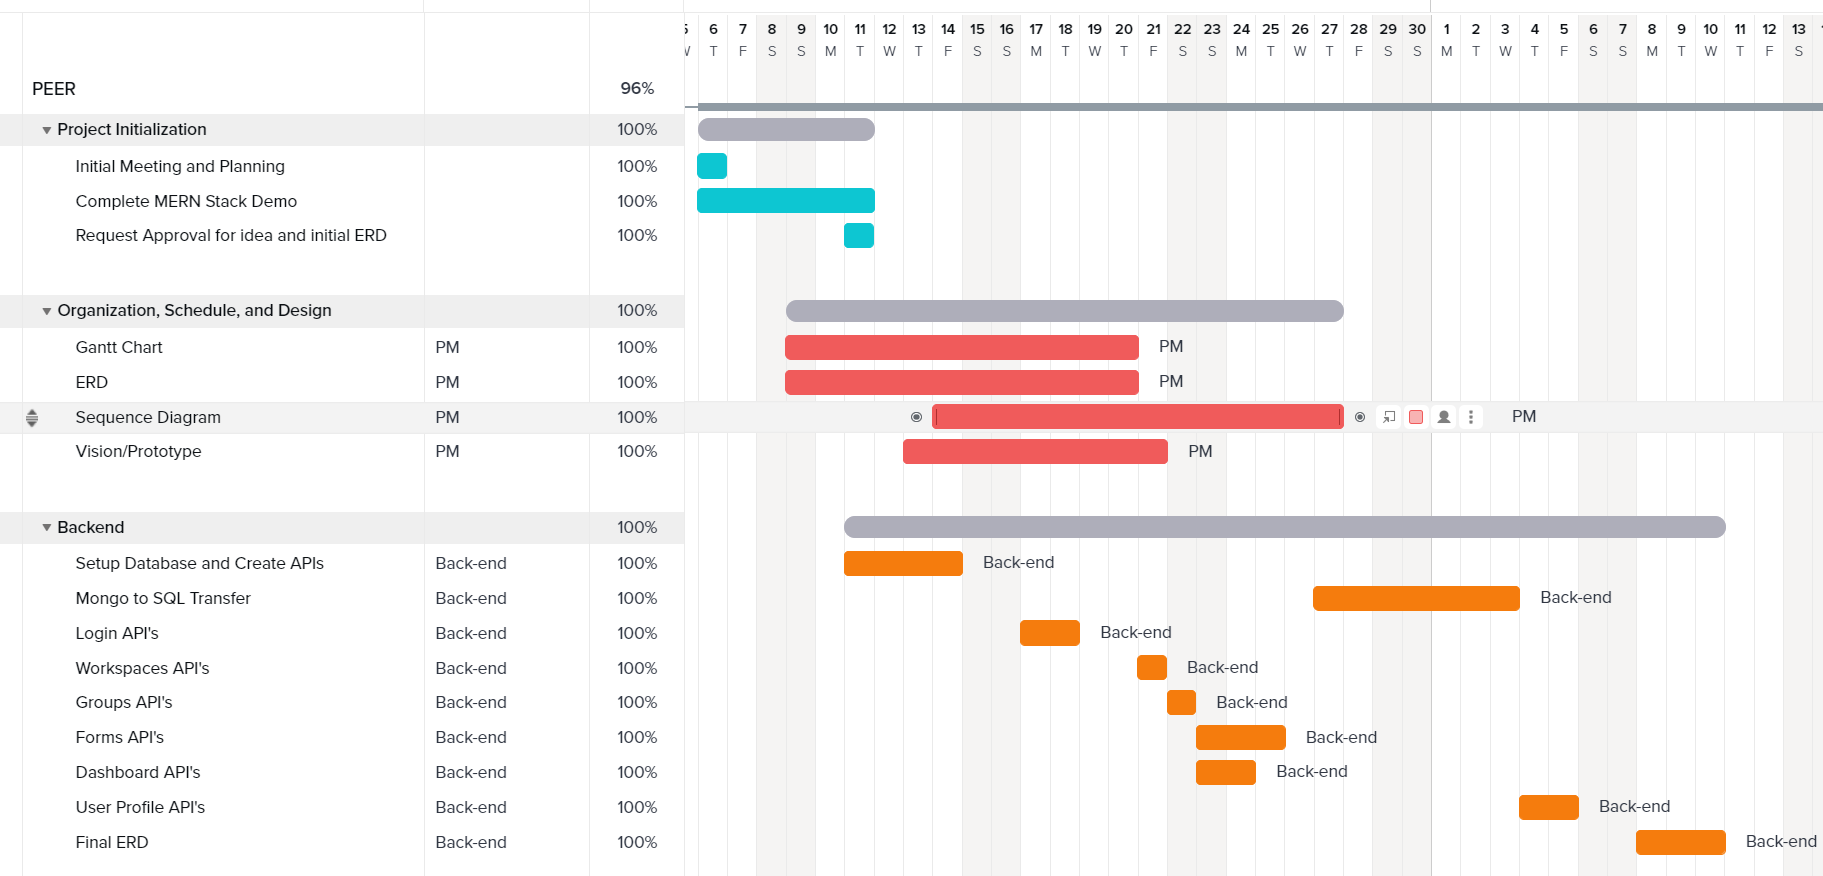 5 6 7 8 9 10 11 12 13 14 15 16 17 18 19 20 21 22 23 24 25 26 27 28 29 30 1 2 3 4 5 6 7 8 9 10 11 12 13
W T F S S M T W T F S S M T W T F S S M T W T F S S M T W T F S S M T W T F S
PEER 96%
Project Initialization 100%
Initial Meeting and Planning 100%
Complete MERN Stack Demo 100%
Request Approval for idea and initial ERD 100%
Organization, Schedule, and Design 100%
Gantt Chart PM 100% PM
ERD PM 100% PM
Sequence Diagram PM 100% PM
Vision/Prototype PM 100% PM
Backend 100%
Setup Database and Create APIs Back-end 100% Back-end
Mongo to SQL Transfer Back-end 100% Back-end
Login API's Back-end 100% Back-end
Workspaces API's Back-end 100% Back-end
Groups API's Back-end 100% Back-end
Forms API's Back-end 100% Back-end
Dashboard API's Back-end 100% Back-end
User Profile API's Back-end 100% Back-end
Final ERD Back-end 100% Back-end